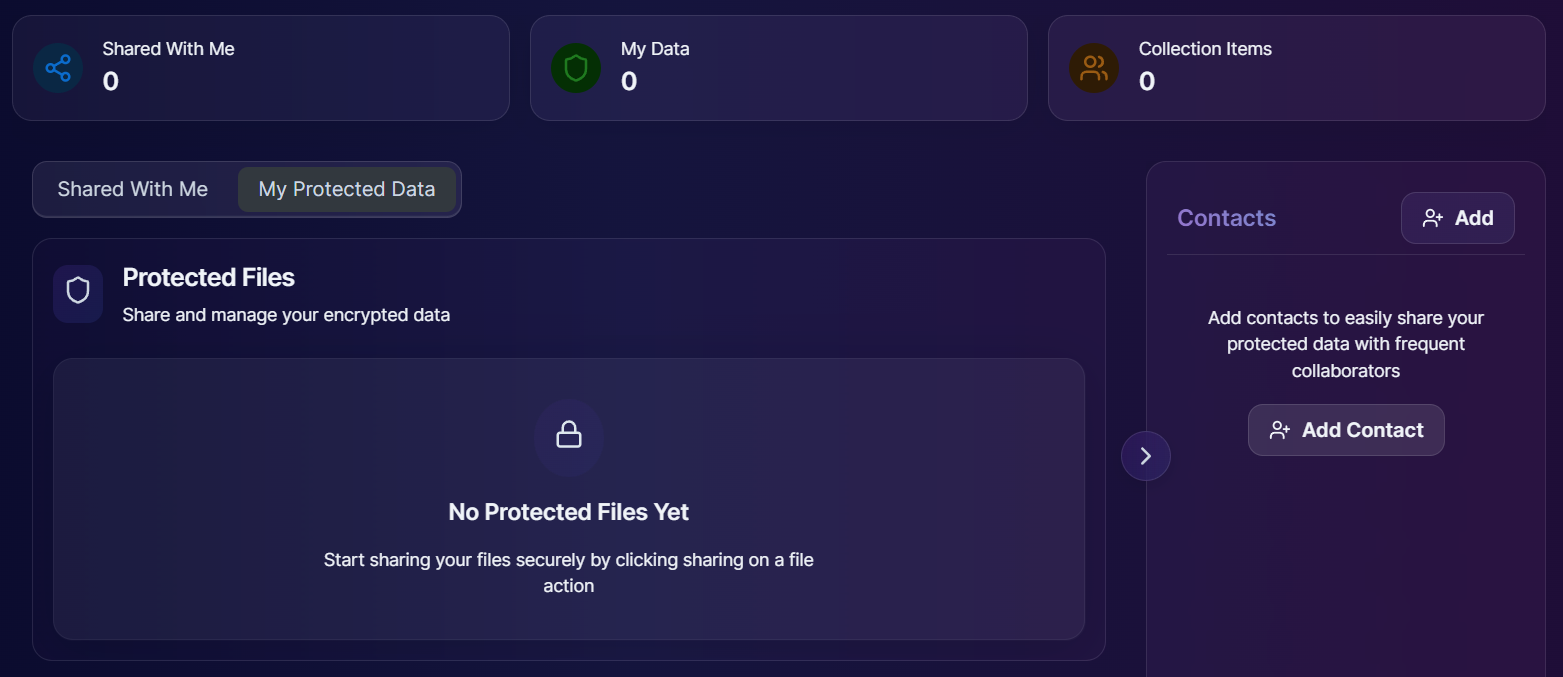 Shared With Me
0
My Data
0
Collection Items
0
Shared With Me
My Protected Data
Protected Files
Share and manage your encrypted data
No Protected Files Yet
Start sharing your files securely by clicking sharing on a file
action
Contacts
Add
Add contacts to easily share your
protected data with frequent
collaborators
Add Contact